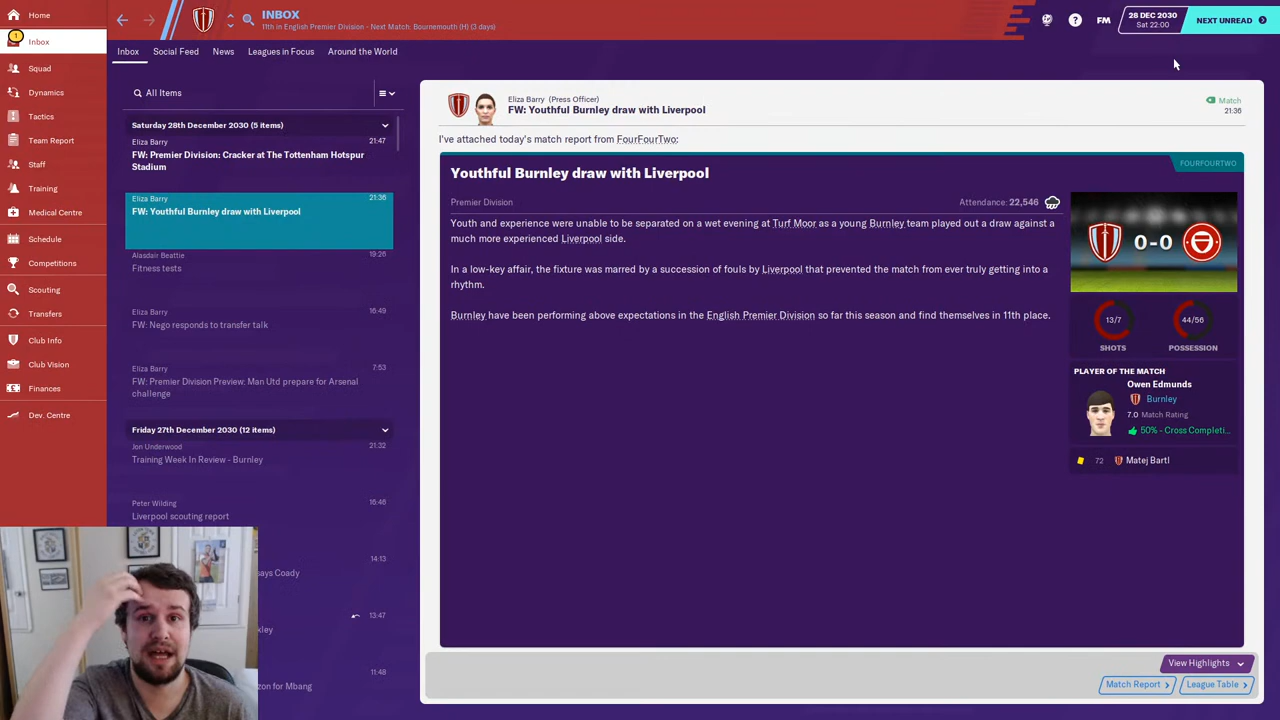 Home
INBOX
11th in English Premier Division - Next Match: Bournemouth (H) (3 days)
?
FM
28 DEC 2030
Sat 22:00
NEXT UNREAD
1
Inbox
Inbox
Social Feed
News
Leagues in Focus
Around the World
Squad
Dynamics
Tactics
Team Report
Staff
Training
Medical Centre
Schedule
Competitions
Scouting
Transfers
Club Info
Club Vision
Finances
Dev. Centre
All Items
Saturday 28th December 2030 (5 items)
Eliza Barry
21:47
FW: Premier Division: Cracker at The Tottenham Hotspur
Stadium
Eliza Barry
21:36
FW: Youthful Burnley draw with Liverpool
Alasdair Beattie
19:26
Fitness tests
Eliza Barry
16:49
FW: Nego responds to transfer talk
Eliza Barry
7:53
FW: Premier Division Preview: Man Utd prepare for Arsenal
challenge
Friday 27th December 2030 (12 items)
Jon Underwood
21:32
Training Week In Review - Burnley
Peter Wilding
16:46
Liverpool scouting report
14:13
says Coady
13:47
kley
11:48
zon for Mbang
Eliza Barry (Press Officer)
FW: Youthful Burnley draw with Liverpool
Match
21:36
I've attached today's match report from FourFourTwo:
FOURFOURTWO
Youthful Burnley draw with Liverpool
Premier Division
Attendance: 22,546
Youth and experience were unable to be separated on a wet evening at Turf Moor as a young Burnley team played out a draw against a
much more experienced Liverpool side.
In a low-key affair, the fixture was marred by a succession of fouls by Liverpool that prevented the match from ever truly getting into a
rhythm.
Burnley have been performing above expectations in the English Premier Division so far this season and find themselves in 11th place.
0-0
13/7
SHOTS
44/56
POSSESSION
PLAYER OF THE MATCH
Owen Edmunds
Burnley
7.0 Match Rating
50% - Cross Completi...
72
Matej Bartl
View Highlights
Match Report
League Table